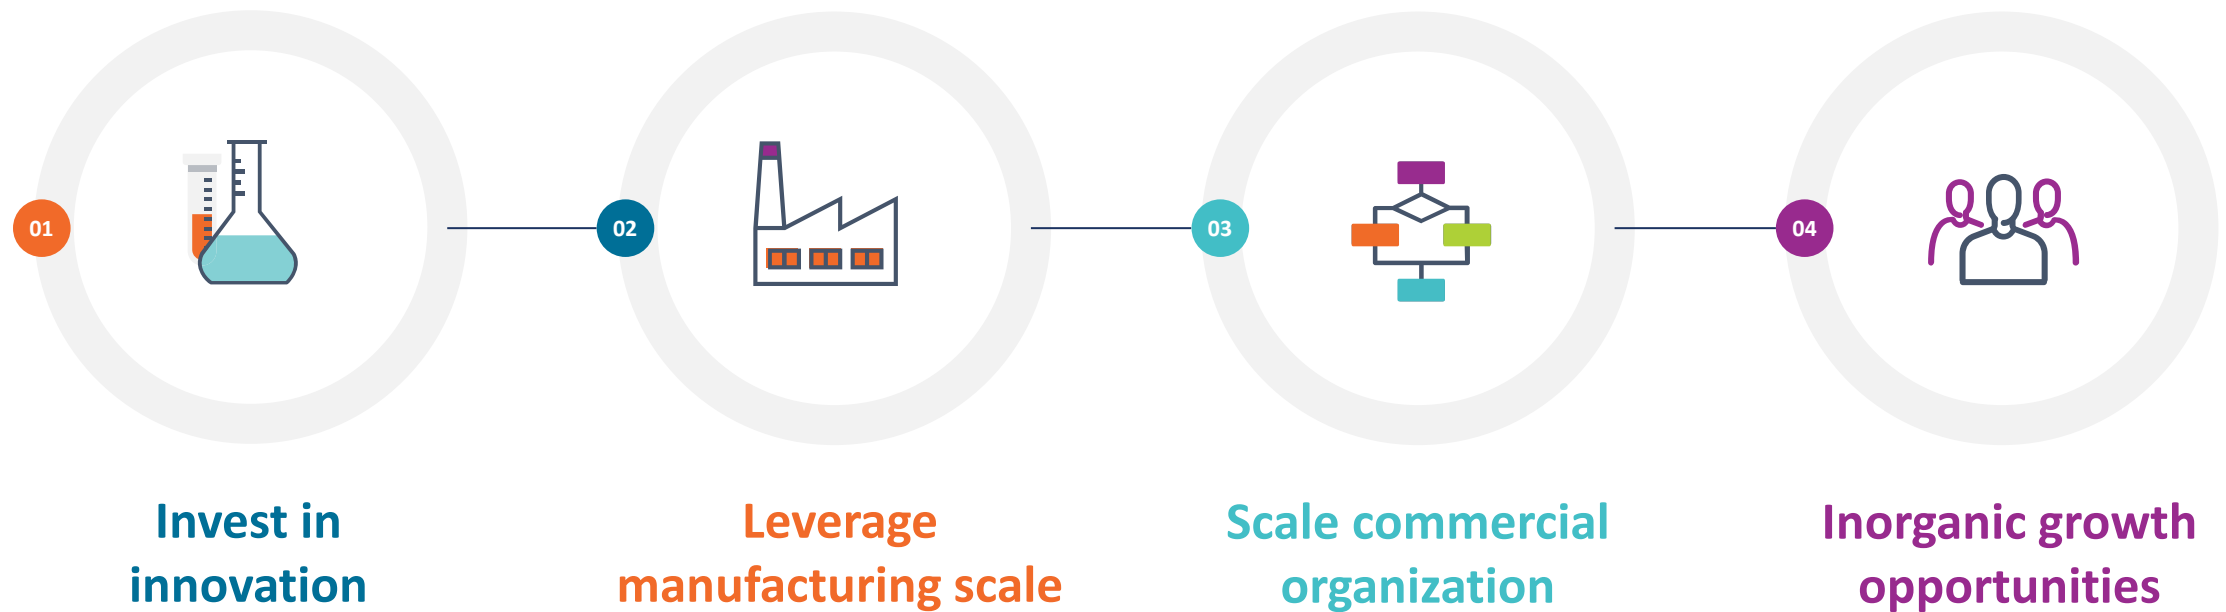 01
02
03
04
Invest in
innovation
Leverage
manufacturing scale
Scale commercial
organization
Inorganic growth
opportunities